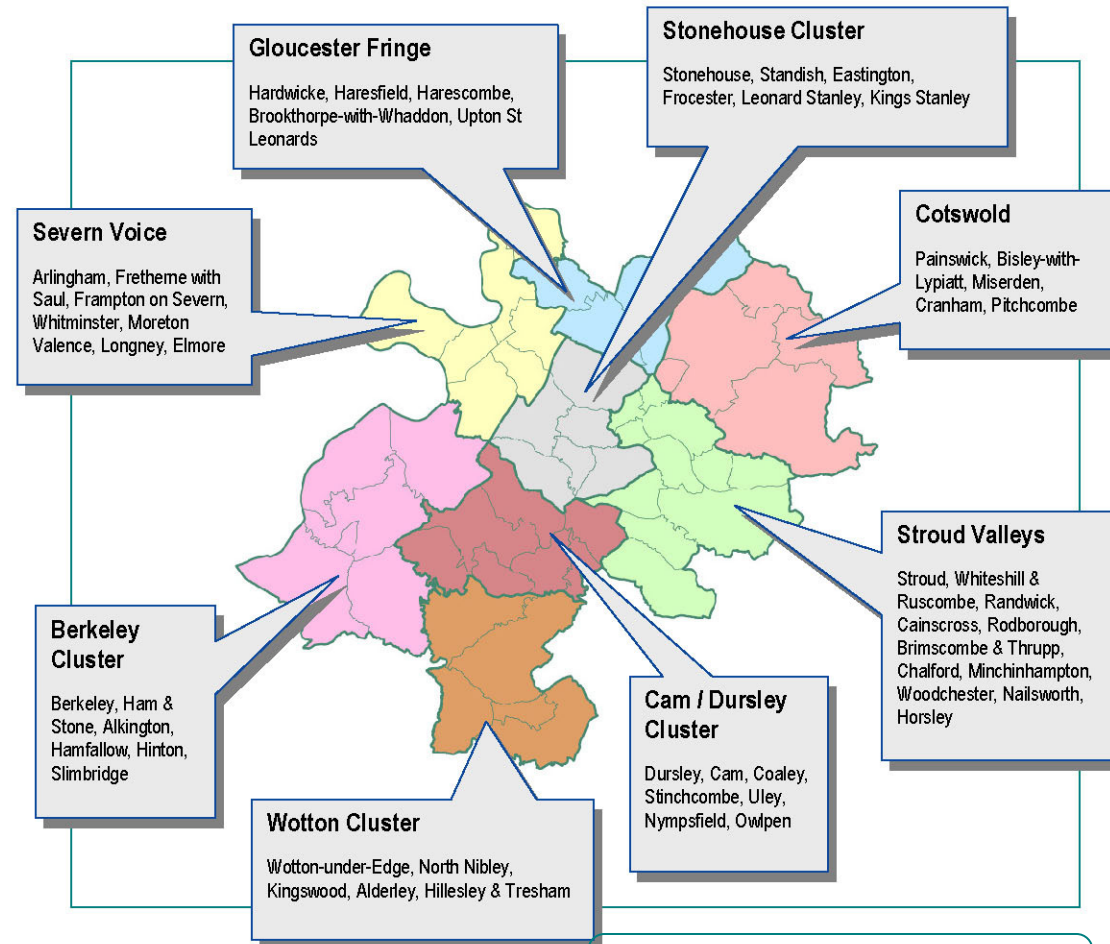 Gloucester Fringe
Hardwicke, Haresfield, Harescombe,
Brookthorpe-with-Whaddon, Upton St
Leonards
Stonehouse Cluster
Stonehouse, Standish, Eastington,
Frocester, Leonard Stanley, Kings Stanley
Severn Voice
Arlingham, Fretherne with
Saul, Frampton on Severn,
Whitminster, Moreton
Valence, Longney, Elmore
Cotswold
Painswick, Bisley-with-
Lypiatt, Miserden,
Cranham, Pitchcombe
Stroud Valleys
Stroud, Whiteshill &
Ruscombe, Randwick,
Cainscross, Rodborough,
Brimscombe & Thrupp,
Chalford, Minchinhampton,
Woodchester, Nailsworth,
Horsley
Berkeley
Cluster
Berkeley, Ham &
Stone, Alkington,
Hamfallow, Hinton,
Slimbridge
Cam / Dursley
Cluster
Dursley, Cam, Coaley,
Stinchcombe, Uley,
Nympsfield, Owlpen
Wotton Cluster
Wotton-under-Edge, North Nibley,
Kingswood, Alderley, Hillesley & Tresham